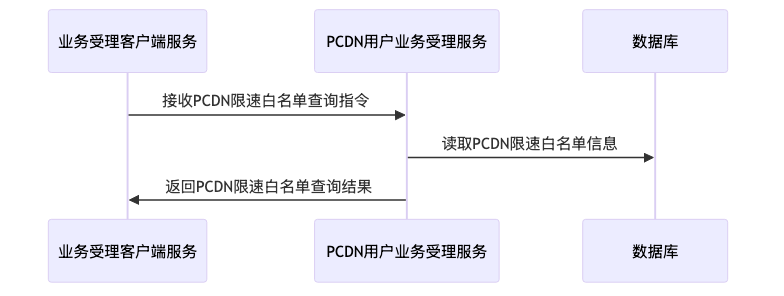 业务受理客户端服务
PCDN用户业务受理服务
数据库
接收PCDN限速白名单查询指令
读取PCDN限速白名单信息
返回PCDN限速白名单查询结果
业务受理客户端服务
PCDN用户业务受理服务
数据库